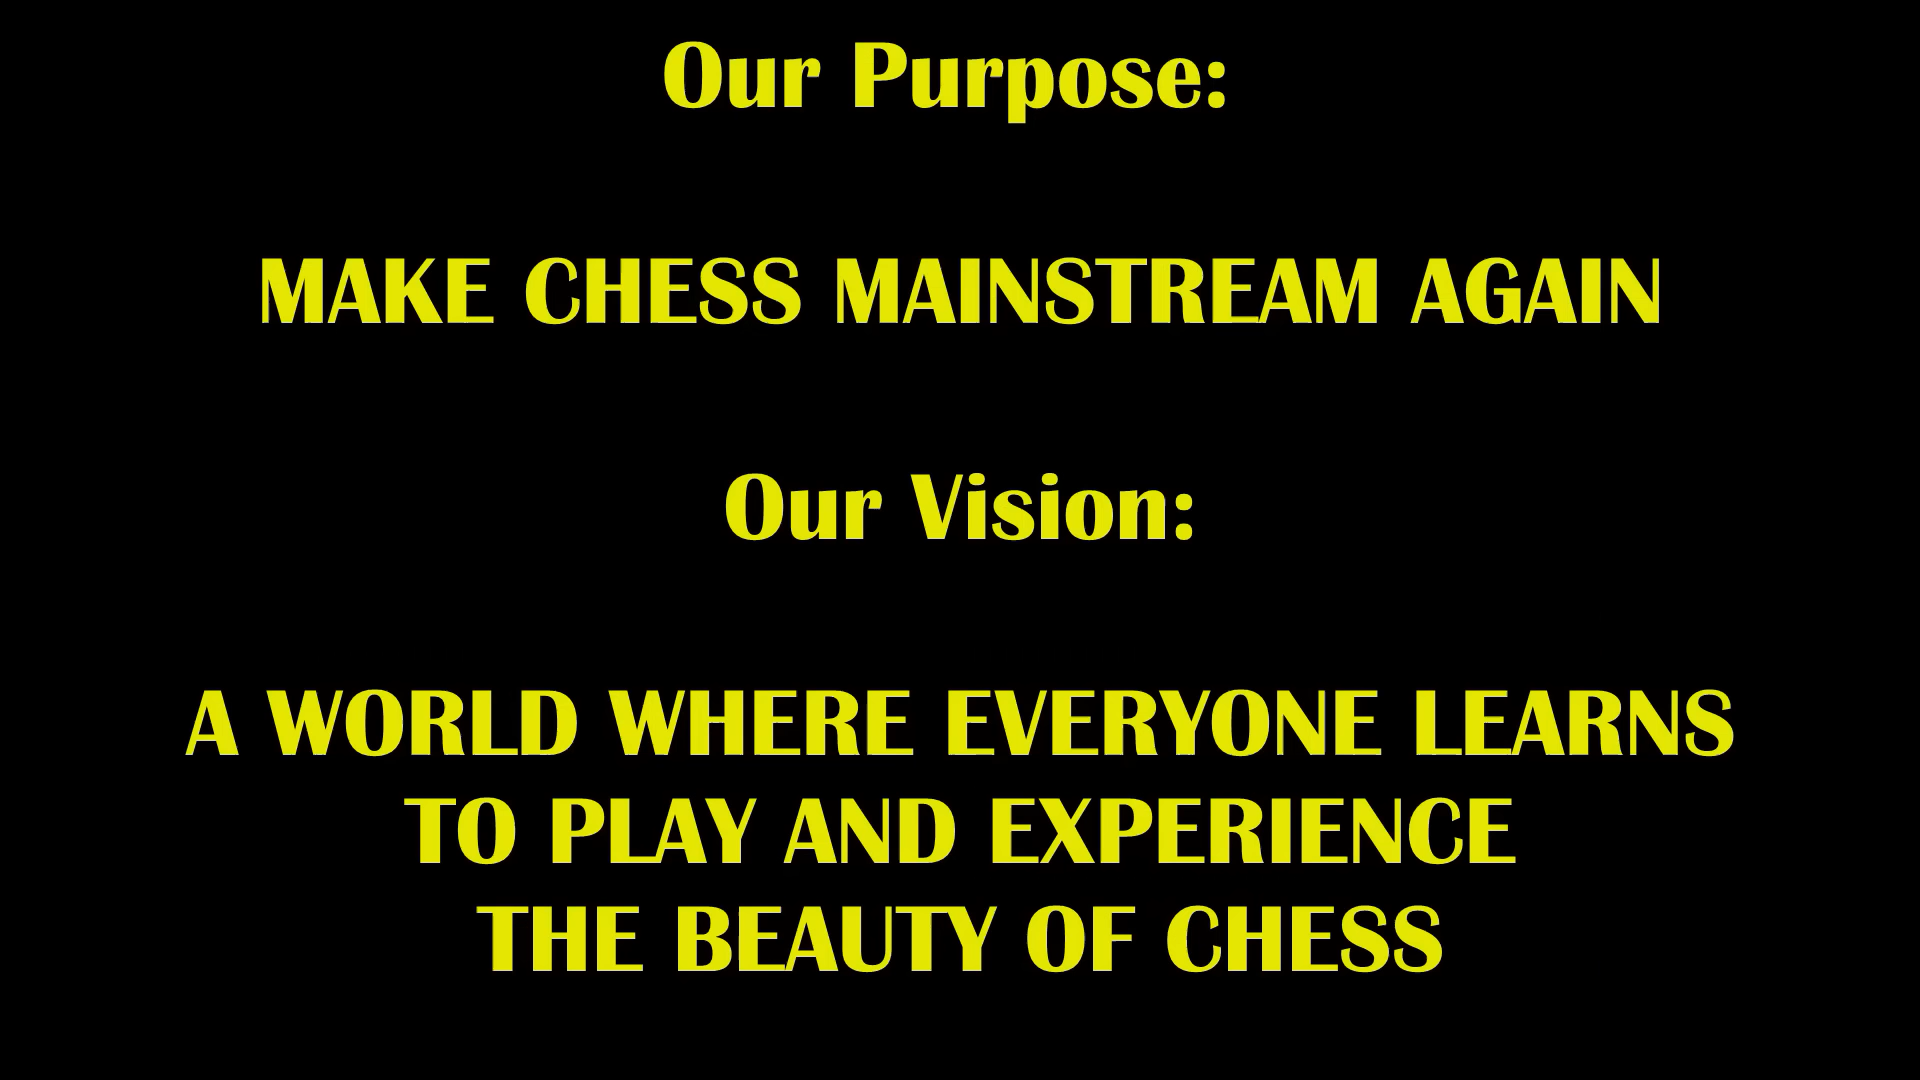 Our Purpose:
MAKE CHESS MAINSTREAM AGAIN
Our Vision:
A WORLD WHERE EVERYONE LEARNS
TO PLAY AND EXPERIENCE
THE BEAUTY OF CHESS